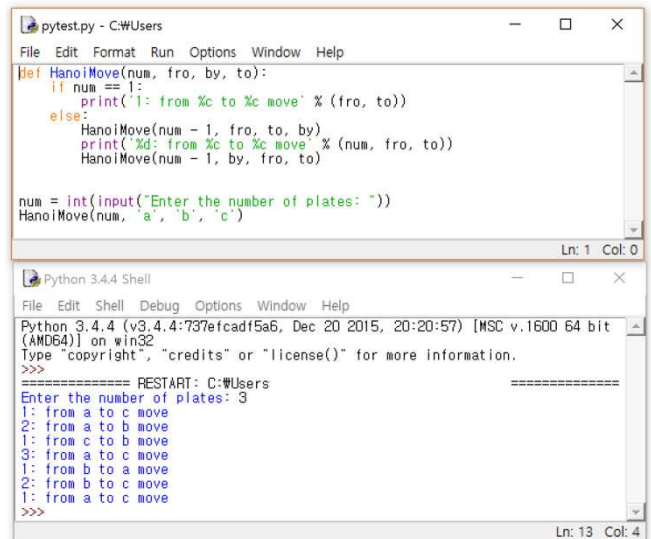 pytest.py - C:₩Users
File Edit Format Run Options Window Help
def HanoiMove(num, fro, by, to):
    if num == 1:
        print('1: from %c to %c move' % (fro, to))
    else:
        HanoiMove(num - 1, fro, to, by)
        print('%d: from %c to %c move' % (num, fro, to))
        HanoiMove(num - 1, by, fro, to)
num = int(input("Enter the number of plates: "))
HanoiMove(num, 'a', 'b', 'c')
Ln: 1 Col: 0
Python 3.4.4 Shell
File Edit Shell Debug Options Window Help
Python 3.4.4 (v3.4.4:737efcadf5a6, Dec 20 2015, 20:20:57) [MSC v.1600 64 bit
(AMD64)] on win32
Type "copyright", "credits" or "license()" for more information.
>>>
============== RESTART: C:₩Users ==============
Enter the number of plates: 3
1: from a to c move
2: from a to b move
1: from c to b move
3: from a to c move
1: from b to a move
2: from b to c move
1: from a to c move
>>>
Ln: 13 Col: 4